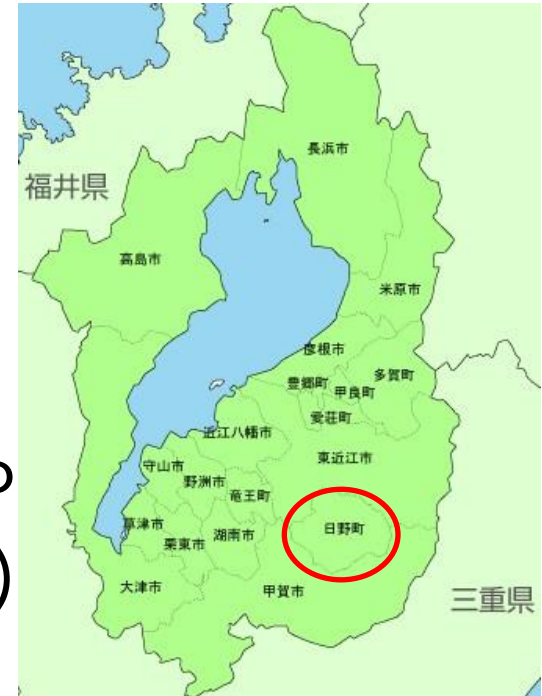 長浜市
福井県
高島市
米原市
彦根市
多賀町
豊郷町
甲良町
愛荘町
近江八幡市
東近江市
守山市
野洲市
竜王町
草津市
湖南市
日野町
栗東市
大津市
甲賀市
三重県
)